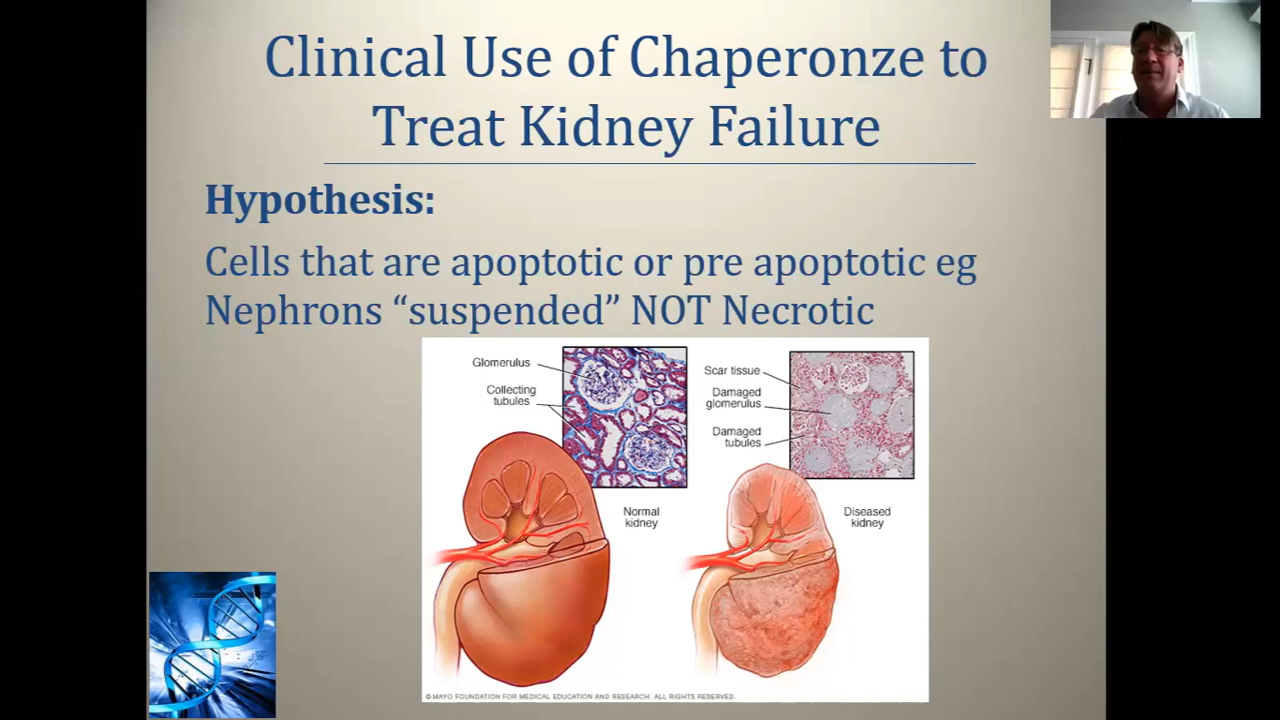 Clinical Use of Chaperonze to
Treat Kidney Failure
Hypothesis:
Cells that are apoptotic or pre apoptotic eg
Nephrons “suspended” NOT Necrotic
Glomerulus
Collecting
tubules
Normal
kidney
Scar tissue
Damaged
glomerulus
Damaged
tubules
Diseased
kidney
© MAYO FOUNDATION FOR MEDICAL EDUCATION AND RESEARCH. ALL RIGHTS RESERVED.